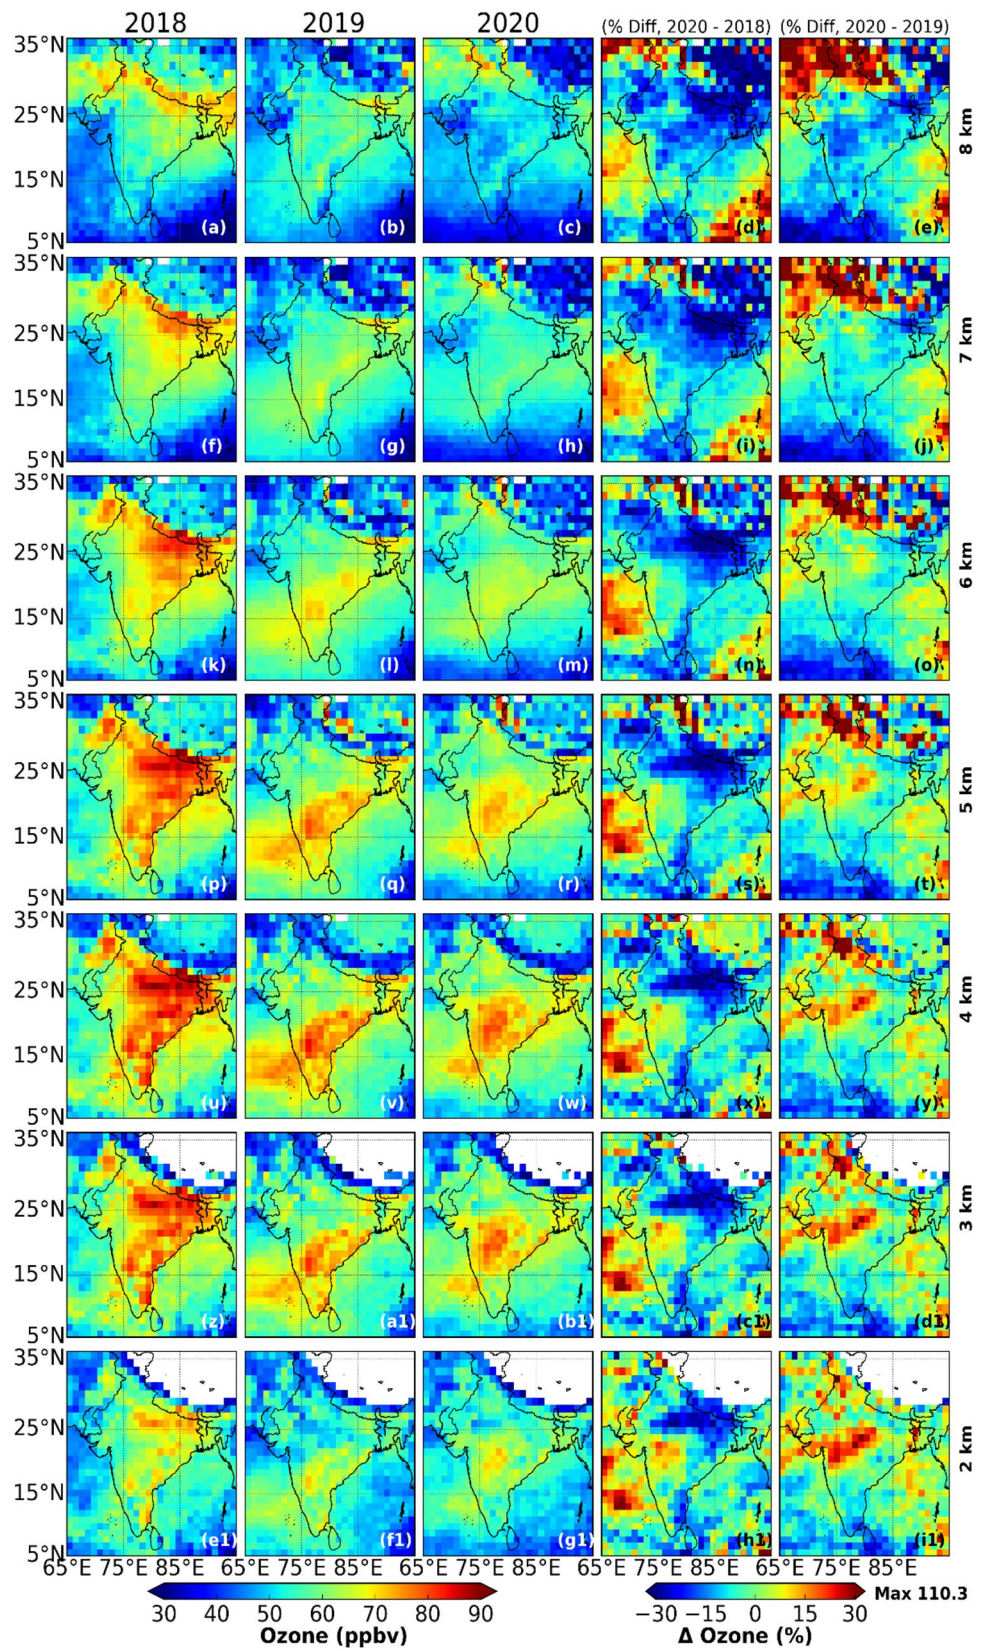 2018 2019 2020 (% Diff, 2020 - 2018) (% Diff, 2020 - 2019)
35°N
25°N
15°N
5°N
(a) (b) (c) (d) (e)
8 km
35°N
25°N
15°N
5°N
(f) (g) (h) (i) (j)
7 km
35°N
25°N
15°N
5°N
(k) (l) (m) (n) (o)
6 km
35°N
25°N
15°N
5°N
(p) (q) (r) (s) (t)
5 km
35°N
25°N
15°N
5°N
(u) (v) (w) (x) (y)
4 km
35°N
25°N
15°N
5°N
(z) (a1) (b1) (c1) (d1)
3 km
35°N
25°N
15°N
5°N
(e1) (f1) (g1) (h1) (i1)
2 km
65°E 75°E 85°E 65°E 75°E 85°E 65°E 75°E 85°E 65°E 75°E 85°E 65°E 75°E 85°E
30 40 50 60 70 80 90
Ozone (ppbv)
−30 −15 0 15 30
Max 110.3
Δ Ozone (%)